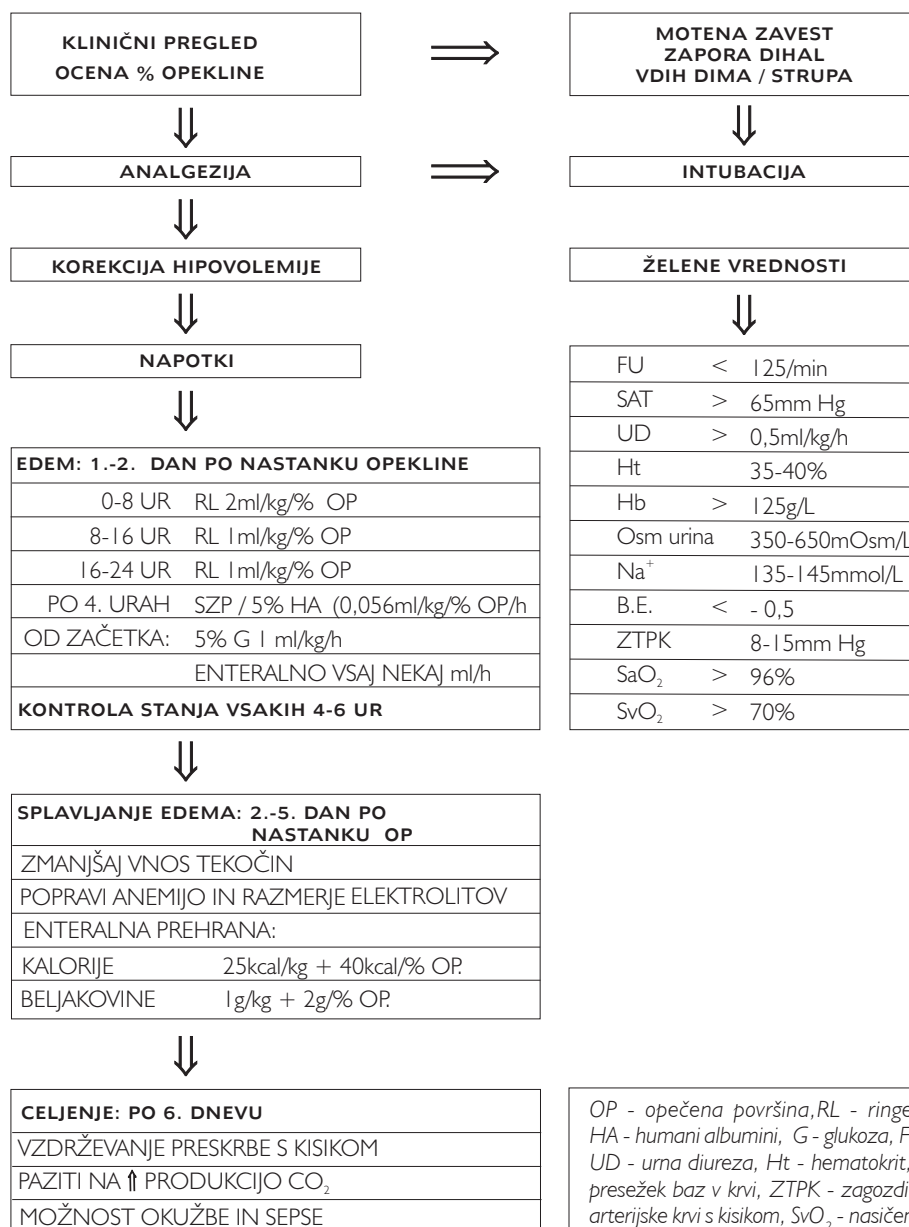 KLINIČNI PREGLED
OCENA % OPEKLINE
MOTENA ZAVEST
ZAPORA DIHAL
VDIH DIMA / STRUPA
ANALGEZIJA
INTUBACIJA
KOREKCIJA HIPOVOLEMIJE
NAPOTKI
EDEM: 1.-2. DAN PO NASTANKU OPEKLINE
0-8 UR RL 2ml/kg/% OP
8-16 UR RL 1ml/kg/% OP
16-24 UR RL 1ml/kg/% OP
PO 4. URAH SZP / 5% HA (0,056ml/kg/% OP/h
OD ZAČETKA: 5% G 1 ml/kg/h
ENTERALNO VSAJ NEKAJ ml/h
KONTROLA STANJA VSAKIH 4-6 UR
ŽELENE VREDNOSTI
FU < 125/min
SAT > 65mm Hg
UD > 0,5ml/kg/h
Ht 35-40%
Hb > 125g/L
Osm urina 350-650mOsm/L
Na⁺ 135-145mmol/L
B.E. < - 0,5
ZTPK 8-15mm Hg
SaO₂ > 96%
SvO₂ > 70%
SPLAVLJANJE EDEMA: 2.-5. DAN PO
NASTANKU OP
ZMANJŠAJ VNOS TEKOČIN
POPRAVI ANEMIJO IN RAZMERJE ELEKTROLITOV
ENTERALNA PREHRANA:
KALORIJE 25kcal/kg + 40kcal/% OP.
BELJAKOVINE 1g/kg + 2g/% OP.
CELJENJE: PO 6. DNEVU
VZDRŽEVANJE PRESKRBE S KISIKOM
PAZITI NA ⇑ PRODUKCIJO CO₂
MOŽNOST OKUŽBE IN SEPSE
OP - opečena površina, RL - ringe
HA - humani albumini, G - glukoza, F
UD - urna diureza, Ht - hematokrit,
presežek baz v krvi, ZTPK - zagozdi
arterijske krvi s kisikom, SvO₂ - nasičen